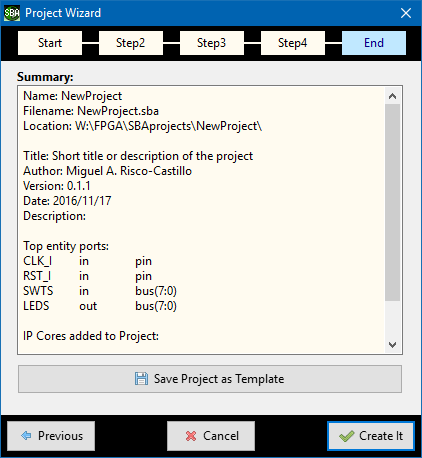 SBA Project Wizard
Start Step2 Step3 Step4 End
Summary:
Name: NewProject
Filename: NewProject.sba
Location: W:\FPGA\SBAprojects\NewProject\
Title: Short title or description of the project
Author: Miguel A. Risco-Castillo
Version: 0.1.1
Date: 2016/11/17
Description:
Top entity ports:
CLK_I in pin
RST_I in pin
SWTS in bus(7:0)
LEDS out bus(7:0)
IP Cores added to Project:
Save Project as Template
Previous Cancel Create It